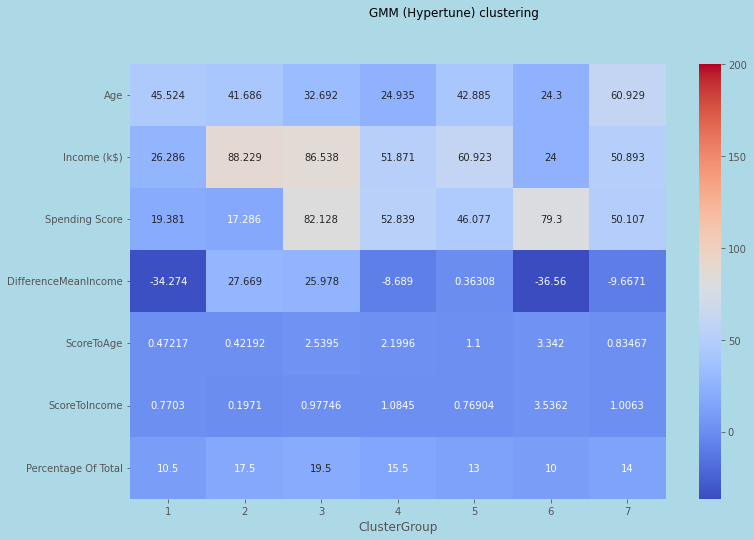 GMM (Hypertune) clustering
Age 45.524 41.686 32.692 24.935 42.885 24.3 60.929
Income (k$) 26.286 88.229 86.538 51.871 60.923 24 50.893
Spending Score 19.381 17.286 82.128 52.839 46.077 79.3 50.107
DifferenceMeanIncome -34.274 27.669 25.978 -8.689 0.36308 -36.56 -9.6671
ScoreToAge 0.47217 0.42192 2.5395 2.1996 1.1 3.342 0.83467
ScoreToIncome 0.7703 0.1971 0.97746 1.0845 0.76904 3.5362 1.0063
Percentage Of Total 10.5 17.5 19.5 15.5 13 10 14
1 2 3 4 5 6 7
ClusterGroup
200
150
100
50
0